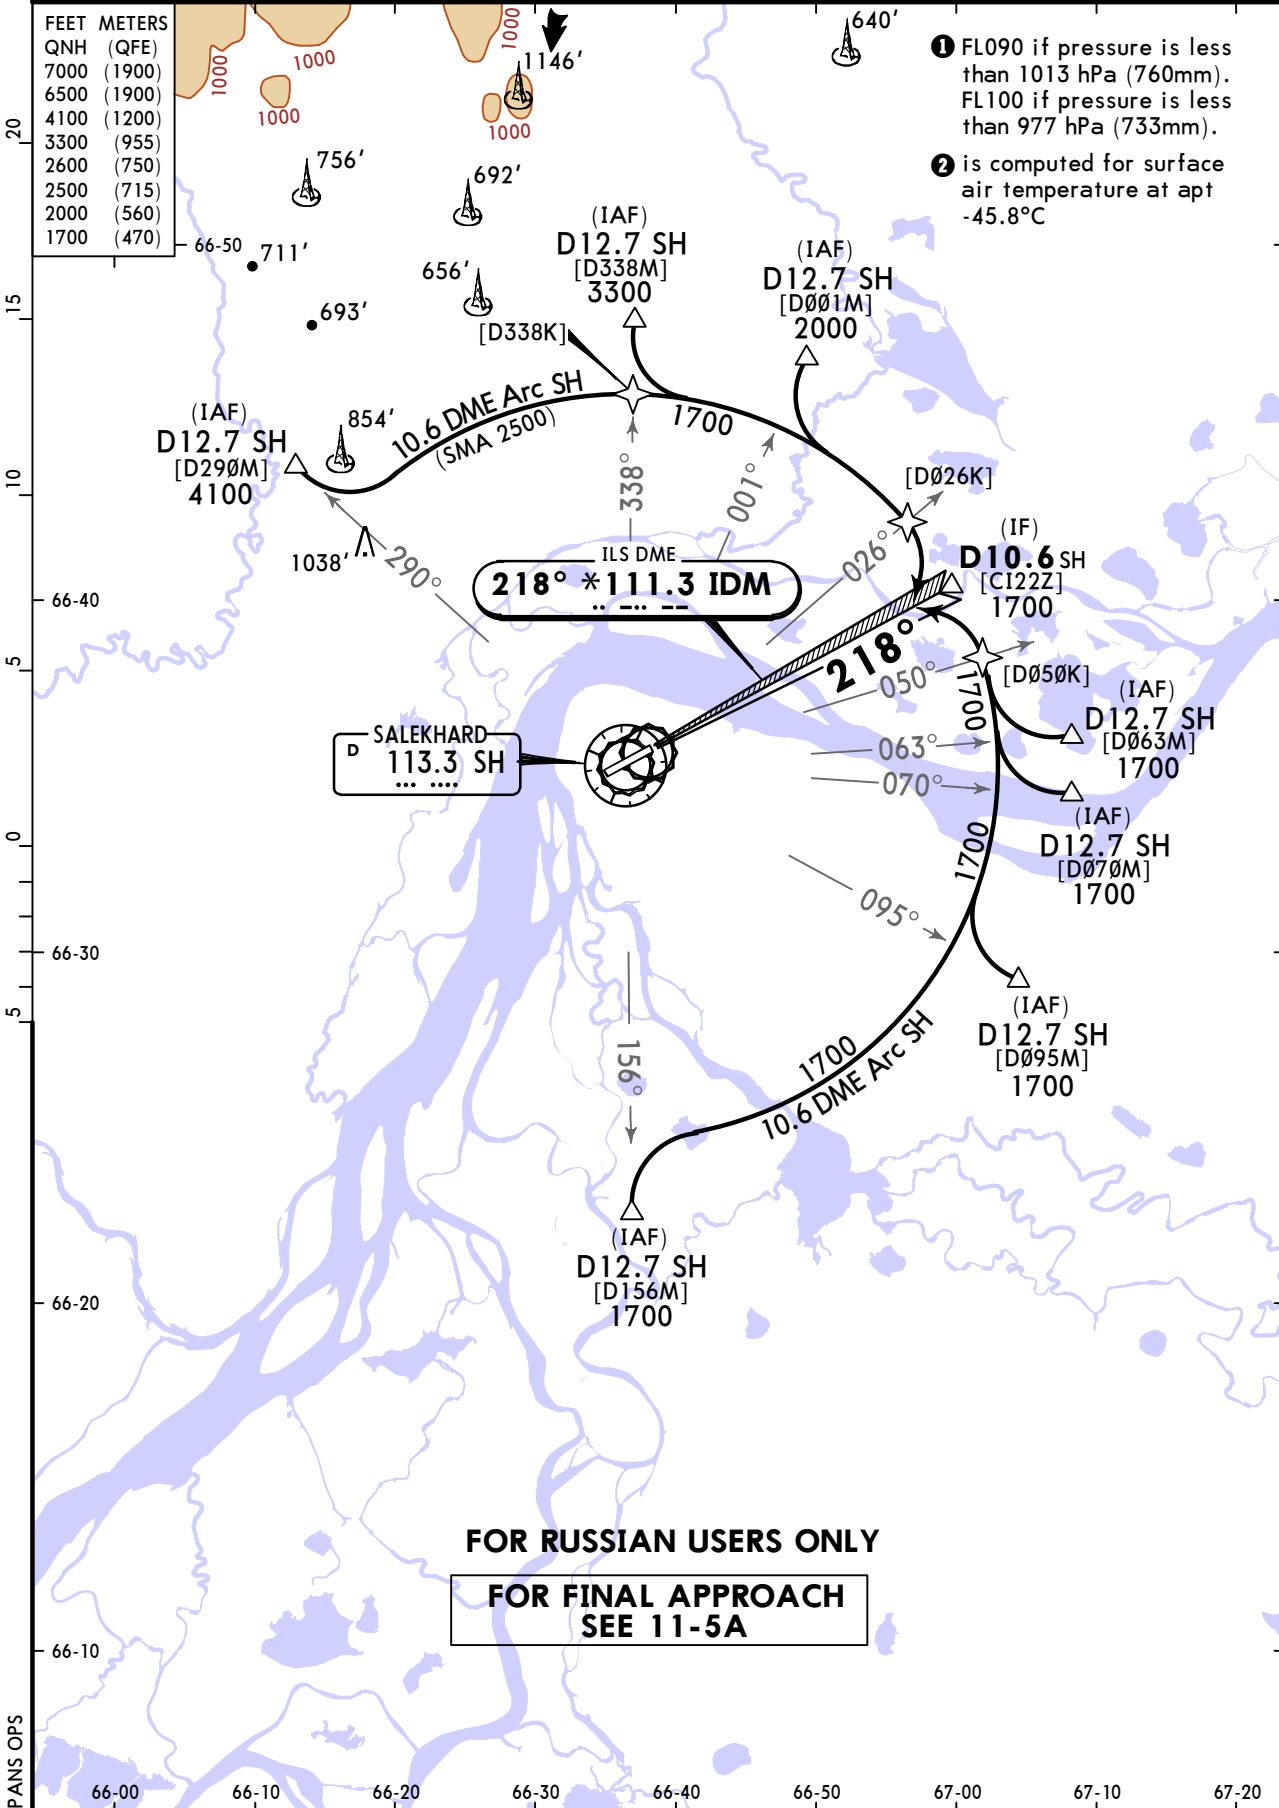 FEET METERS
QNH (QFE)
7000 (1900)
6500 (1900)
4100 (1200)
3300 (955)
2600 (750)
2500 (715)
2000 (560)
1700 (470)
1000
1000
1000
1000
1146'
1000
640'
❶ FL090 if pressure is less
than 1013 hPa (760mm).
FL100 if pressure is less
than 977 hPa (733mm).
❷ is computed for surface
air temperature at apt
-45.8°C
20
756'
692'
66-50
711'
656'
693'
15
(IAF)
D12.7 SH
[D338M]
3300
(IAF)
D12.7 SH
[DØØ1M]
2000
[D338K]
10.6 DME Arc SH
(SMA 2500)
1700
(IAF)
D12.7 SH
[D29ØM]
4100
854'
10
1038'
290°
338°
001°
026°
[DØ26K]
ILS DME
218° *111.3 IDM
(IF)
D10.6 SH
[CI22Z]
1700
66-40
218°
5
050°
[DØ5ØK]
1700
(IAF)
D12.7 SH
[DØ63M]
1700
063°
070°
D
SALEKHARD
113.3 SH
(IAF)
D12.7 SH
[DØ7ØM]
1700
0
1700
095°
66-30
5
156°
(IAF)
D12.7 SH
[DØ95M]
1700
1700
10.6 DME Arc SH
(IAF)
D12.7 SH
[D156M]
1700
66-20
FOR RUSSIAN USERS ONLY
FOR FINAL APPROACH
SEE 11-5A
66-10
PANS OPS
66-00 66-10 66-20 66-30 66-40 66-50 67-00 67-10 67-20